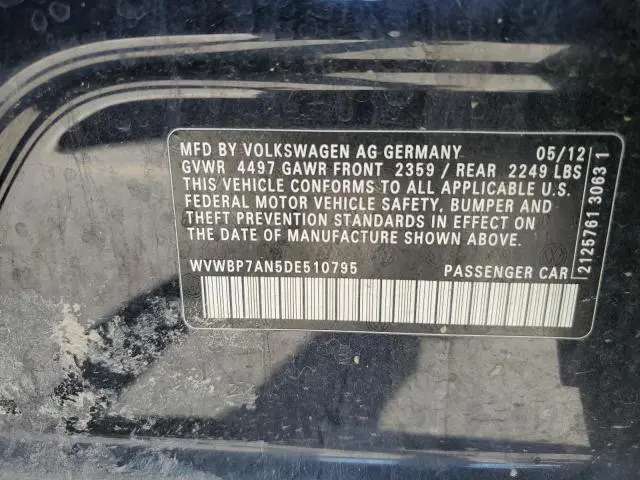 MFD BY VOLKSWAGEN AG GERMANY 05/12
GVWR 4497 GAWR FRONT 2359 / REAR 2249 LBS
THIS VEHICLE CONFORMS TO ALL APPLICABLE U.S.
FEDERAL MOTOR VEHICLE SAFETY, BUMPER AND
THEFT PREVENTION STANDARDS IN EFFECT ON
THE DATE OF MANUFACTURE SHOWN ABOVE.
WVWBP7AN5DE510795 PASSENGER CAR
2125761 3063 1